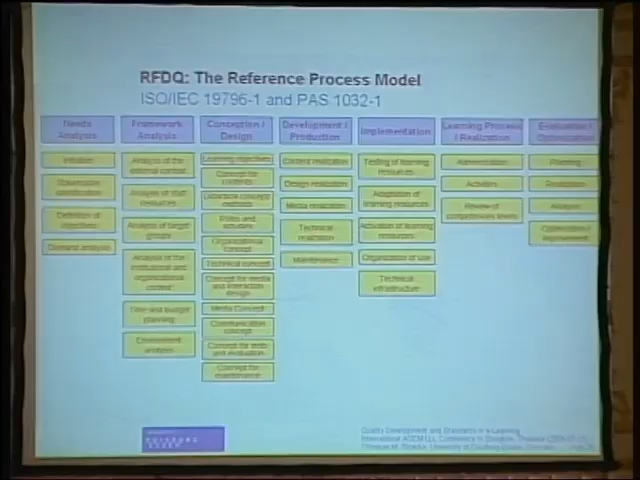 RFDQ: The Reference Process Model
ISO/IEC 19796-1 and PAS 1032-1
Needs
Analysis
Initiation
Stakeholder
identification
Definition of
objectives
Demand analysis
Framework
Analysis
Analysis of the
external context
Analysis of staff
resources
Analysis of target
groups
Analysis of the
institutional and
organizational
context
Time and budget
planning
Environment
analysis
Conception /
Design
Learning objectives
Concept for
contents
Didactical concept
methods
Roles and
activities
Organizational
concept
Technical concept
Concept for media
and interaction
design
Media Concept
Communication
concept
Concept for tests
and evaluation
Concept for
maintenance
Development /
Production
Content realization
Design realization
Media realization
Technical
realization
Maintenance
Implementation
Testing of learning
resources
Adaptation of
learning resources
Activation of learning
resources
Organization of use
Technical
infrastructure
Learning Process
/ Realization
Administration
Activities
Review of
competencies levels
Evaluation /
Planning
Realization
Analysis
Quality Development and Standards in e-Learning